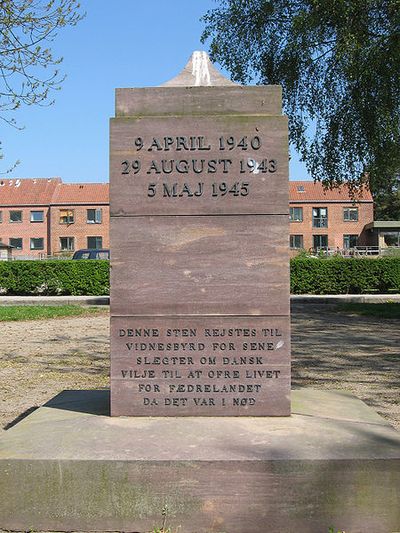 9 APRIL 1940
29 AUGUST 1943
5 MAJ 1945
DENNE STEN REJSTES TIL
VIDNESBYRD FOR SENE
SLÆGTER OM DANSK
VILJE TIL AT OFRE LIVET
FOR FÆDRELANDET
DA DET VAR I NØD